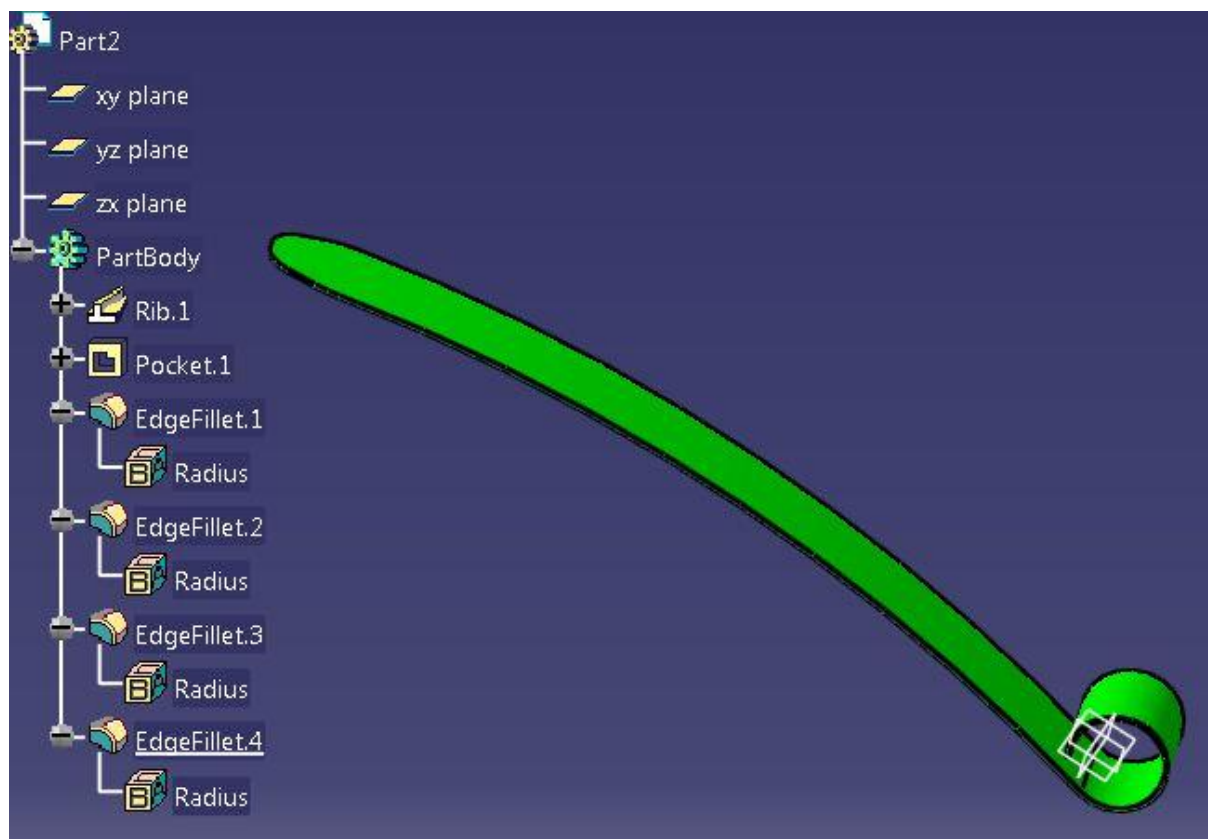 Part2
xy plane
yz plane
zx plane
PartBody
Rib.1
Pocket.1
EdgeFillet.1
Radius
EdgeFillet.2
Radius
EdgeFillet.3
Radius
EdgeFillet.4
Radius